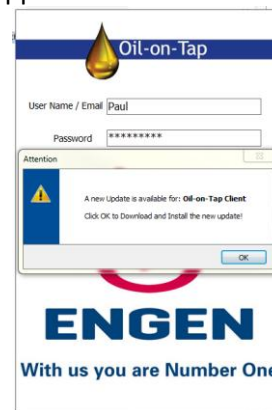 Oil-on-Tap
User Name / Email Paul
Password *********
Attention
A new Update is available for: Oil-on-Tap Client
Click OK to Download and Install the new update!
OK
ENGEN
With us you are Number One